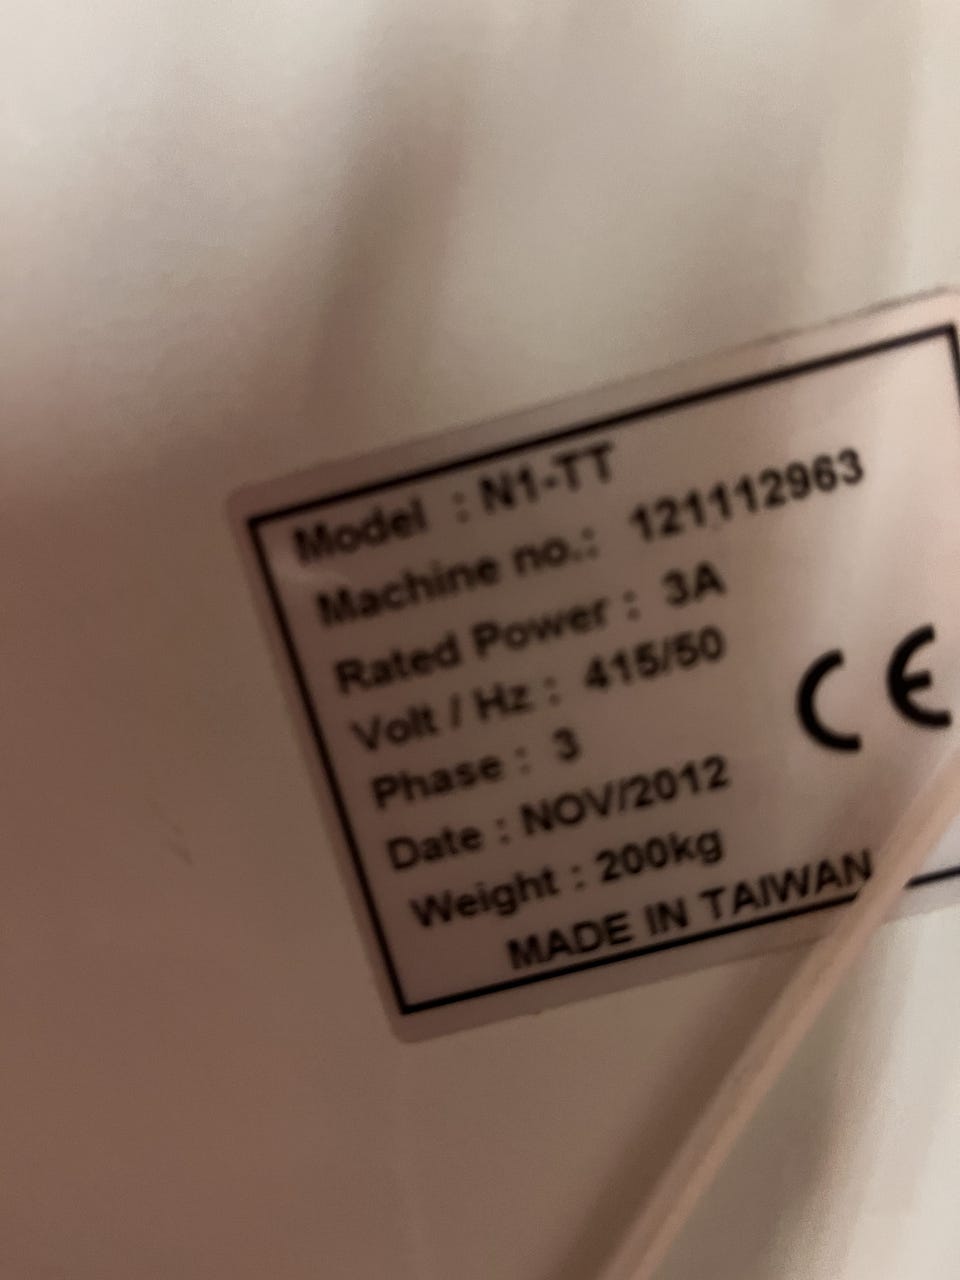 Model : N1-TT
Machine no.: 121112963
Rated Power : 3A
Volt / Hz : 415/50
Phase : 3
Date : NOV/2012
Weight : 200kg
MADE IN TAIWAN
CE